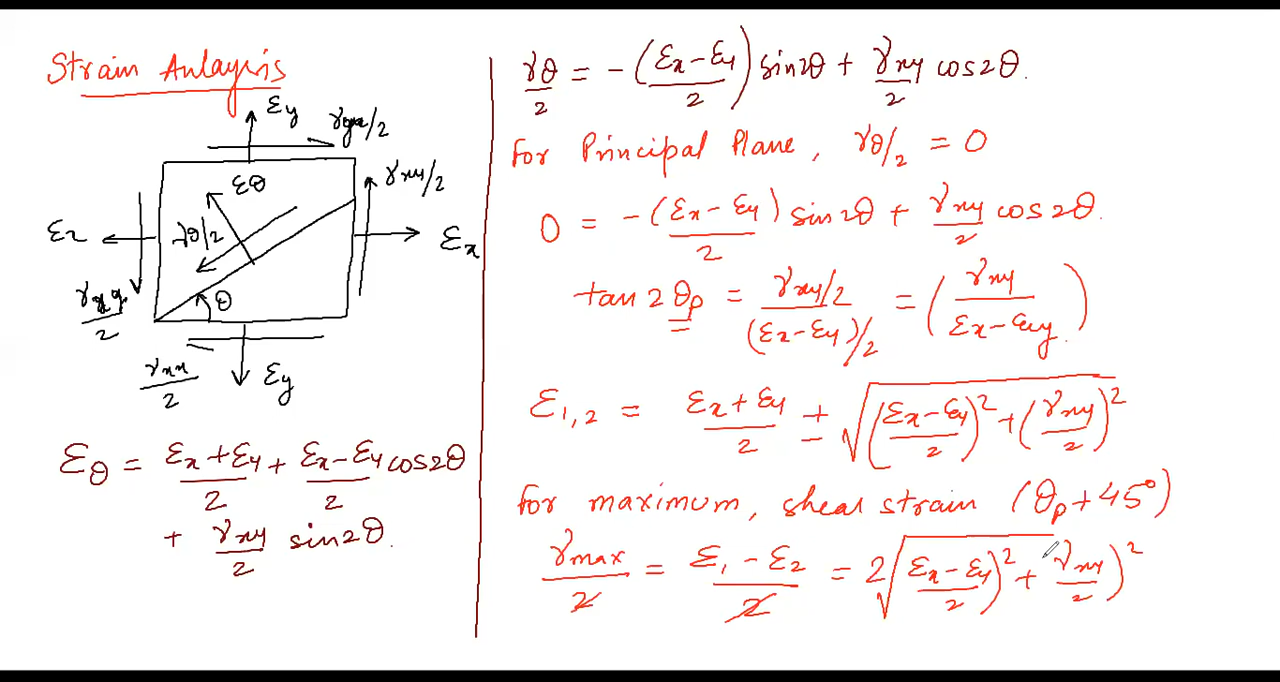 Strain Anlaysis
εy
γyx/2
εθ
γxy/2
γθ/2
εx
εx
θ
γxy/2
γxx/2
εy
εθ = (εx + εy)/2 + (εx - εy)/2 cos2θ
+ γxy/2 sin2θ.
γθ/2 = -((εx - εy)/2) sin2θ + γxy/2 cos2θ.
For Principal Plane, γθ/2 = 0
0 = -(εx - εy)/2 sin2θ + γxy/2 cos2θ.
tan 2θp = (γxy/2)/((εx - εy)/2) = (γxy/(εx - εy))
ε1,2 = (εx + εy)/2 ± √(((εx - εy)/2)² + (γxy/2)²)
For maximum, shear strain (θp + 45°)
γmax/2 = (ε1 - ε2)/2 = 2√((εx - εy)/2)² + γxy/2)²